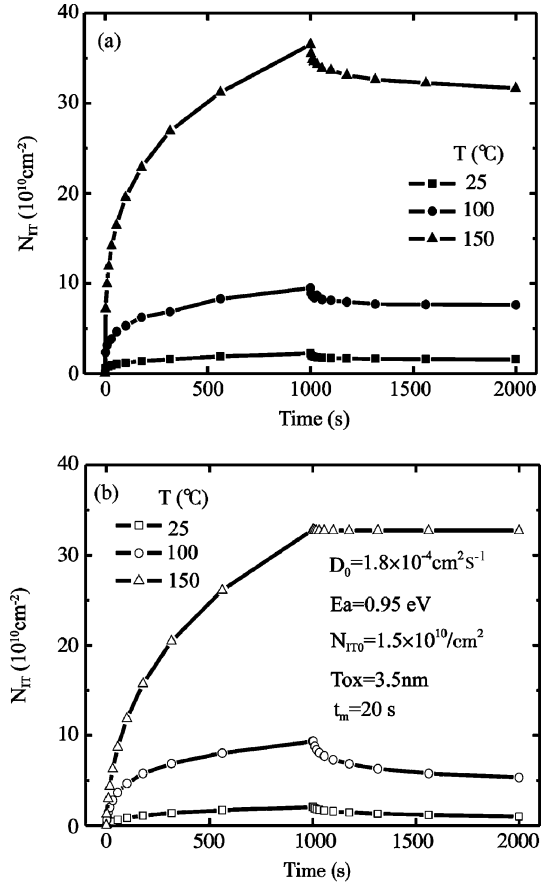 (a)
40
30
20
10
0
N_IT (10^10cm^-2)
T (℃)
25
100
150
0 500 1000 1500 2000
Time (s)
(b)
40
30
20
10
0
N_IT (10^10cm^-2)
T (℃)
25
100
150
D_0=1.8×10^-4cm^2S^-1
Ea=0.95 eV
N_IT0=1.5×10^10/cm^2
Tox=3.5nm
t_m=20 s
0 500 1000 1500 2000
Time (s)